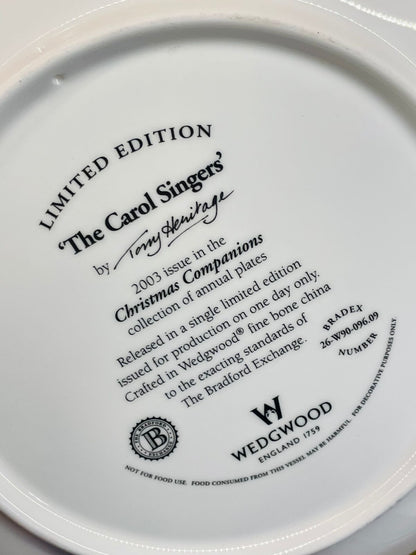 LIMITED EDITION
'The Carol Singers'
by Tony Heritage
2003 issue in the
Christmas Companions
collection of annual plates
Released in a single limited edition
issued for production on one day only.
Crafted in Wedgwood® fine bone china
to the exacting standards of
The Bradford Exchange.
BRADEX
26-W90-096.09
NUMBER
THE BRADFORD
B
EXCHANGE
W
WEDGWOOD
ENGLAND 1759
NOT FOR FOOD USE. FOOD CONSUMED FROM THIS VESSEL MAY BE HARMFUL. FOR DECORATIVE PURPOSES ONLY.